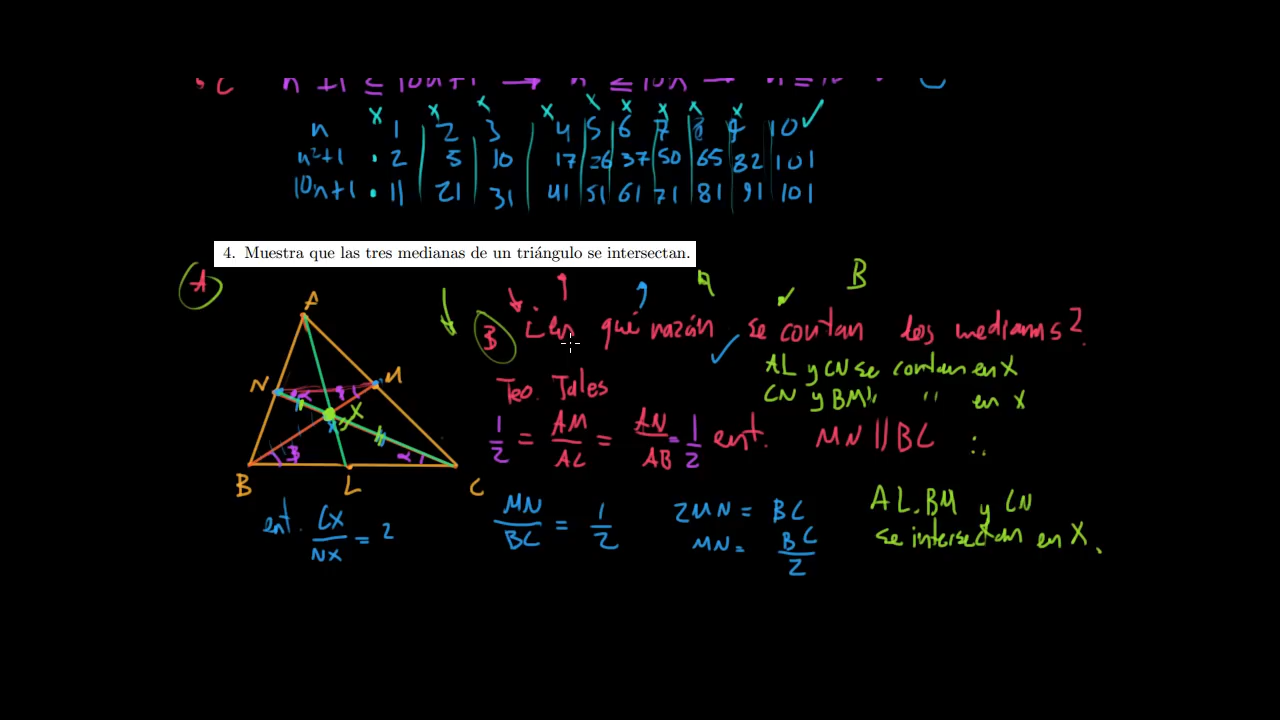 n 1 2 3 4 5 6 7 8 9 10
n²+1 2 5 10 17 26 37 50 65 82 101
10n+1 11 21 31 41 51 61 71 81 91 101
4. Muestra que las tres medianas de un triángulo se intersectan.
A
B
B ¿en qué razón se cortan los medianas?
AL y CN se cortan en X
CN y BM " " en X
Teo. Tales
1/2 = AM/AC = AN/AB = 1/2 ent. MN || BC ∴
A
N M
X
B L C
α β
β α
ent. CX/NX = 2
MN/BC = 1/2
2MN = BC
MN = BC/2
AL, BM y CN
se intersectan en X.